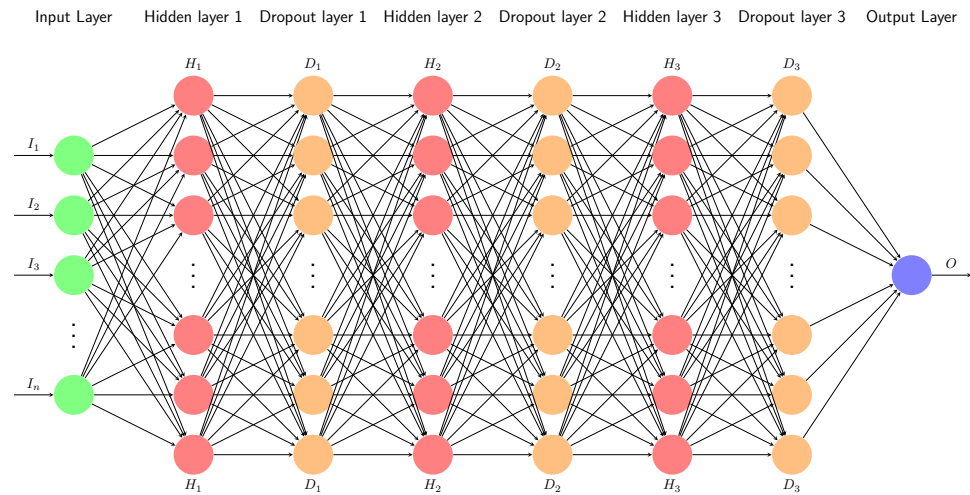 Input Layer
Hidden layer 1
Dropout layer 1
Hidden layer 2
Dropout layer 2
Hidden layer 3
Dropout layer 3
Output Layer
H₁
D₁
H₂
D₂
H₃
D₃
I₁
I₂
I₃
O
Iₙ
H₁
D₁
H₂
D₂
H₃
D₃